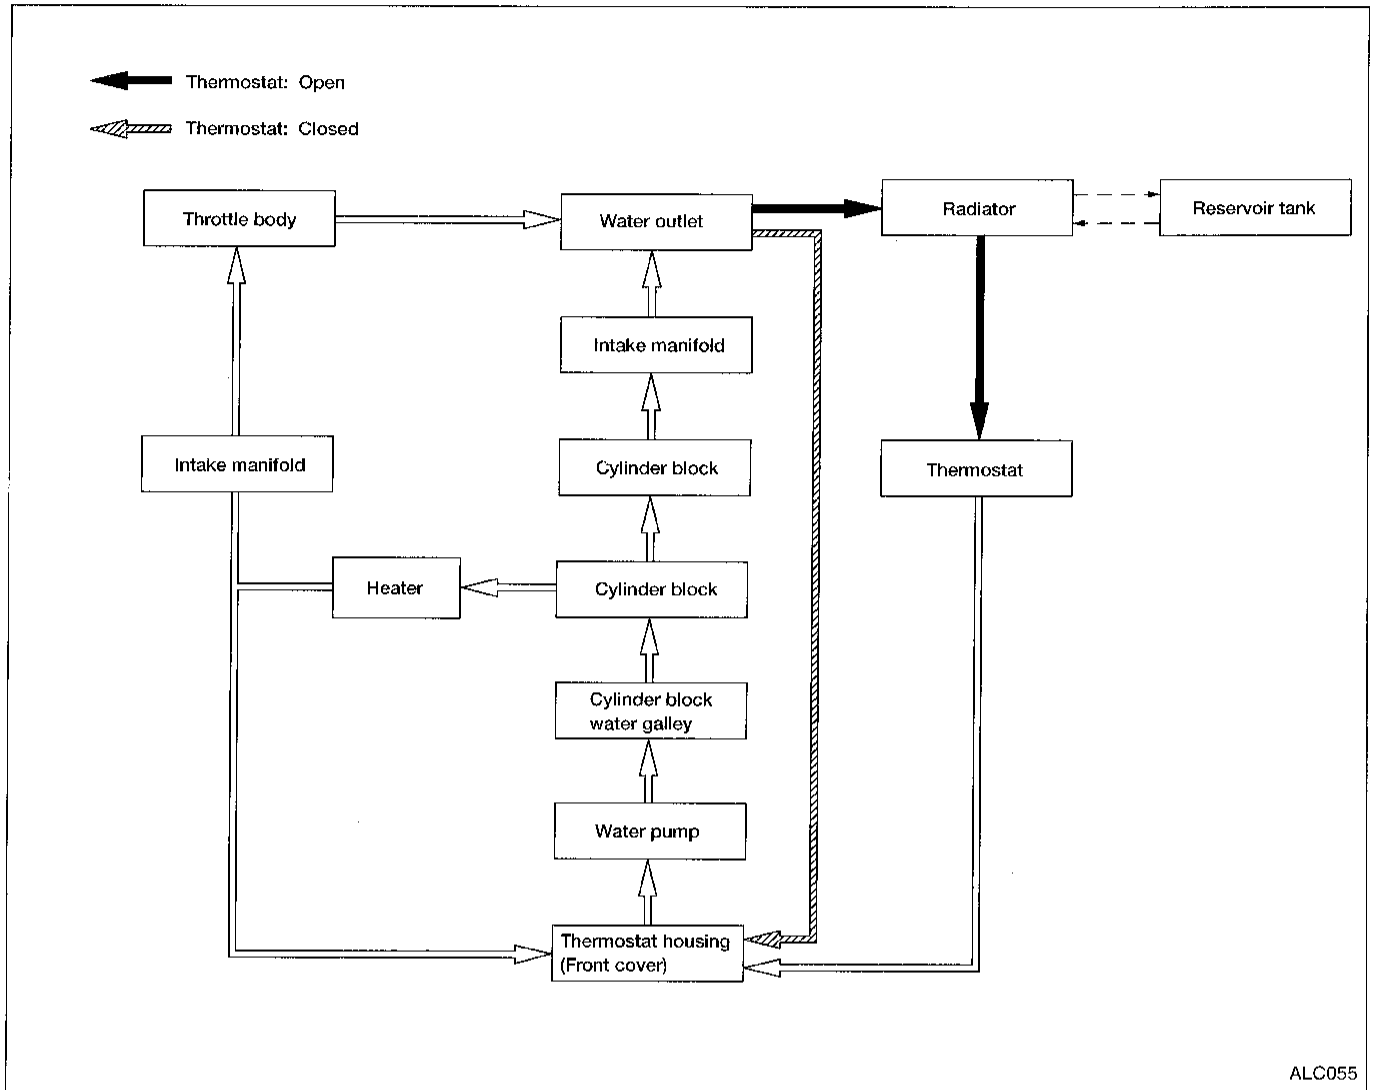 Thermostat: Open
Thermostat: Closed
Throttle body
Water outlet
Radiator
Reservoir tank
Intake manifold
Intake manifold
Cylinder block
Thermostat
Heater
Cylinder block
Cylinder block
water galley
Water pump
Thermostat housing
(Front cover)
ALC055